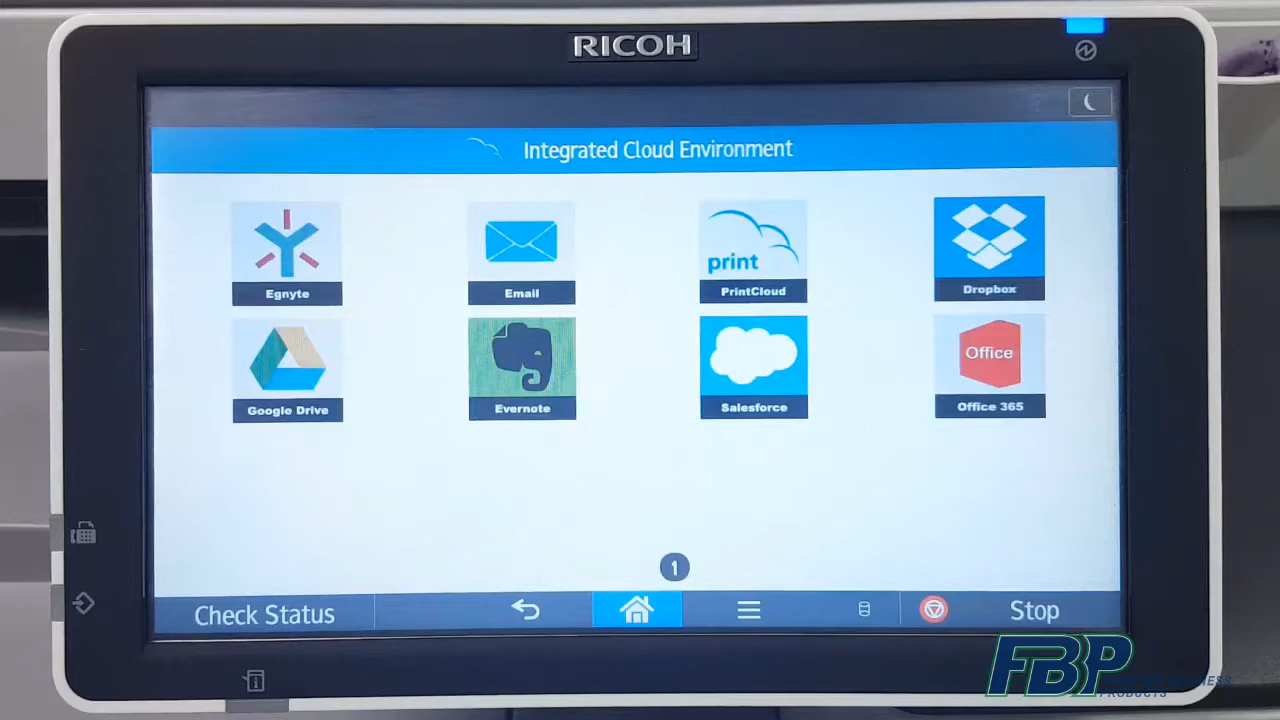 RICOH
Integrated Cloud Environment
Egnyte
Email
print
PrintCloud
Dropbox
Google Drive
Evernote
Salesforce
Office
Office 365
1
Check Status
Stop
FBP
PRODUCTS